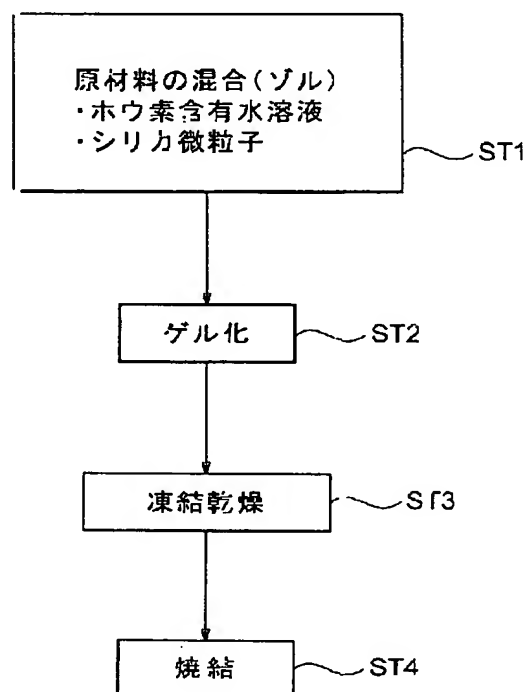 原材料の混合(ゾル)
・ホウ素含有水溶液
・シリカ微粒子
ST1
ゲル化
ST2
凍結乾燥
ST3
焼結
ST4